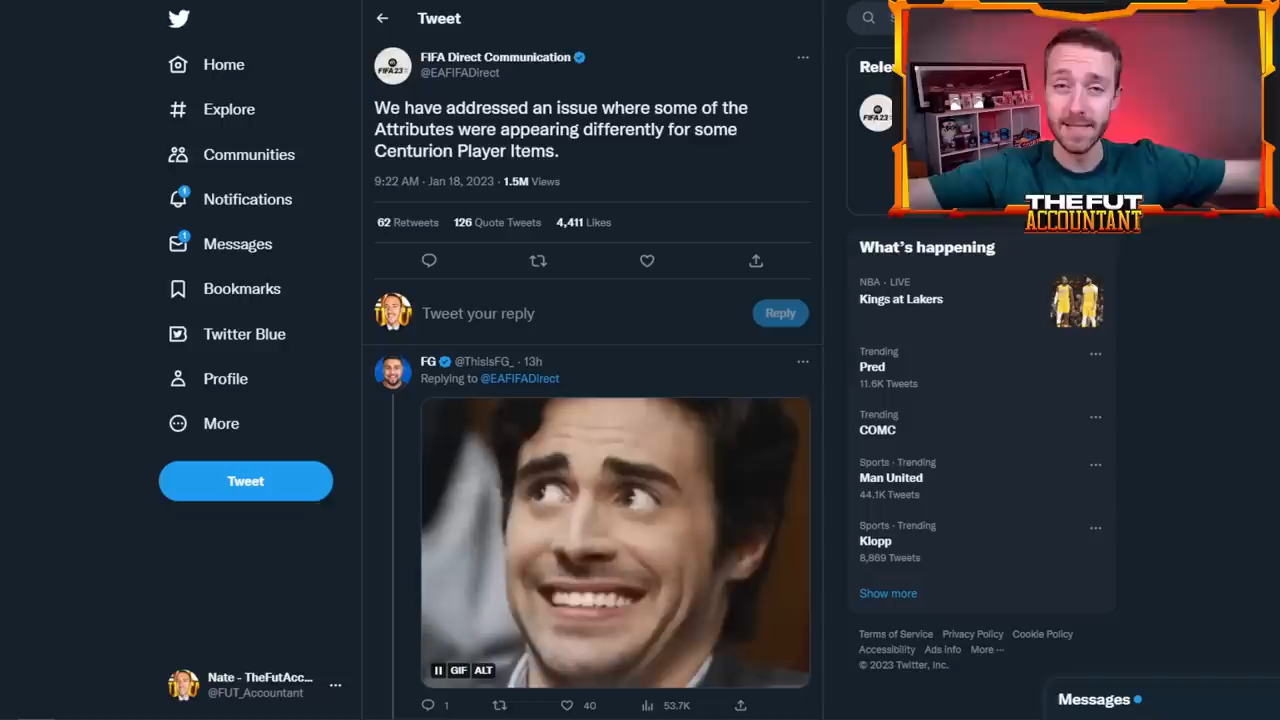 Home
Explore
Communities
Notifications
1
Messages
1
Bookmarks
Twitter Blue
Profile
More
Tweet
Nate - TheFutAcc...
@FUT_Accountant
Tweet
FIFA 23
FIFA Direct Communication
@EAFIFADirect
We have addressed an issue where some of the
Attributes were appearing differently for some
Centurion Player Items.
9:22 AM · Jan 18, 2023 · 1.5M Views
62 Retweets 126 Quote Tweets 4,411 Likes
Tweet your reply
Reply
FG @ThisIsFG_ · 13h
Replying to @EAFIFADirect
GIF ALT
1
40
53.7K
Rele
FIFA 23
THE FUT
ACCOUNTANT
What's happening
NBA · LIVE
Kings at Lakers
Trending
Pred
11.6K Tweets
Trending
COMC
Sports · Trending
Man United
44.1K Tweets
Sports · Trending
Klopp
8,869 Tweets
Show more
Terms of Service Privacy Policy Cookie Policy
Accessibility Ads info More ···
© 2023 Twitter, Inc.
Messages